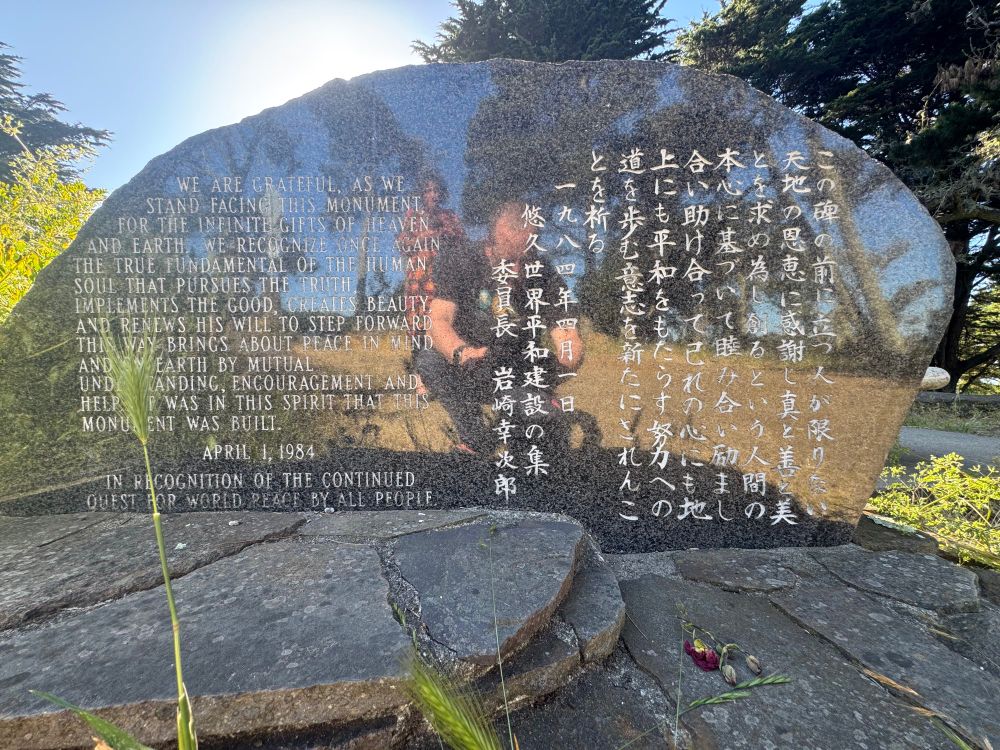 WE ARE GRATEFUL, AS WE
STAND FACING THIS MONUMENT,
FOR THE INFINITE GIFTS OF HEAVEN
AND EARTH. WE RECOGNIZE ONCE AGAIN
THE TRUE FUNDAMENTAL OF THE HUMAN
SOUL THAT PURSUES THE TRUTH,
IMPLEMENTS THE GOOD, CREATES BEAUTY,
AND RENEWS HIS WILL TO STEP FORWARD
THIS WAY BRINGS ABOUT PEACE IN MIND
AND EARTH BY MUTUAL
UNDERSTANDING, ENCOURAGEMENT AND
HELP. IT WAS IN THIS SPIRIT THAT THIS
MONUMENT WAS BUILT.
APRIL 1, 1984
IN RECOGNITION OF THE CONTINUED
QUEST FOR WORLD PEACE BY ALL PEOPLE
この碑の前に立つ人が限りない
天地の恩恵に感謝し真と善と美
とを求め為し創るという人間の
本心に基づいて睦み合い励まし
合い助け合って己れの心にも地
上にも平和をもたらす努力への
道を歩む意志を新たにされんこ
とを祈る
一九八四年四月一日
悠久世界平和建設の集
委員長 岩崎幸次郎